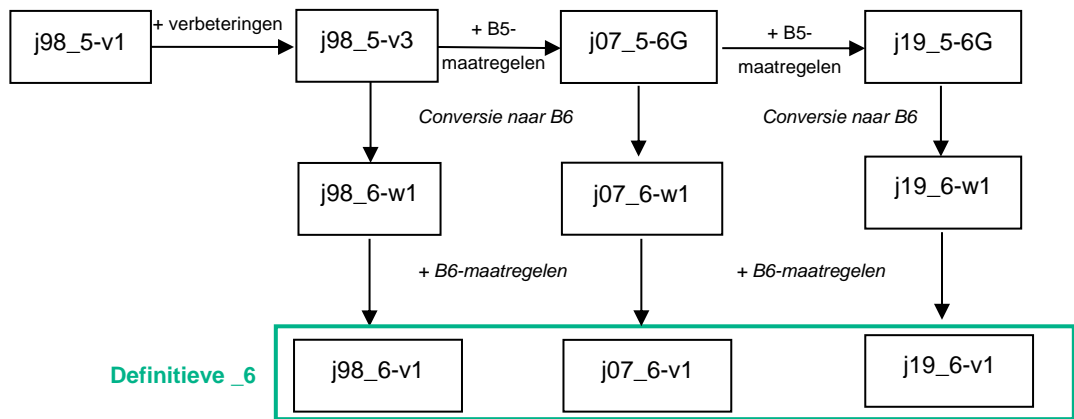 j98_5-v1
+ verbeteringen
j98_5-v3
+ B5-
maatregelen
j07_5-6G
+ B5-
maatregelen
j19_5-6G
Conversie naar B6
Conversie naar B6
j98_6-w1
j07_6-w1
j19_6-w1
+ B6-maatregelen
+ B6-maatregelen
Definitieve _6
j98_6-v1
j07_6-v1
j19_6-v1